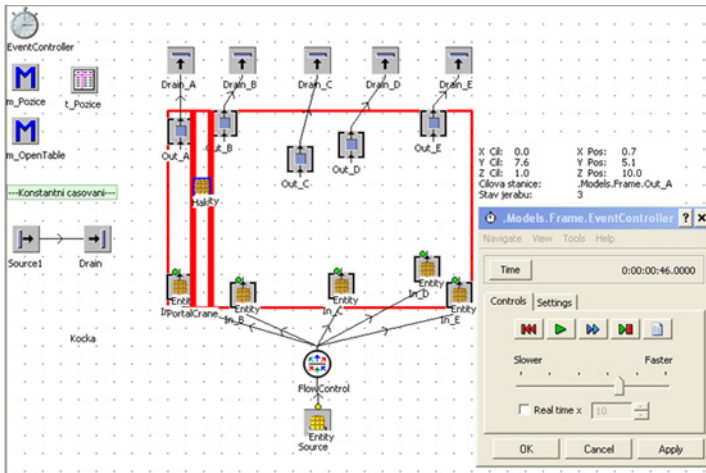 EventController
m_Pozice
t_Pozice
m_OpenTable
---Konstantni casovani---
Source1
Drain
Kocka
Drain_A
Drain_B
Drain_C
Drain_D
Drain_E
Out_A
Out_B
Out_C
Out_D
Out_E
Entity
PortalCrane
Entity
In_B
Entity
In_C
Entity
In_D
Entity
In_E
FlowControl
Entity
Source
X Cil: 0.0 X Pos: 0.7
Y Cil: 7.6 Y Pos: 5.1
Z Cil: 1.0 Z Pos: 10.0
Cilova stanice: .Models.Frame.Out_A
Stav jerabu: 3
.Models.Frame.EventController
Navigate View Tools Help
Time 0:00:00:46.0000
Controls Settings
Slower Faster
Real time x 10
OK Cancel Apply